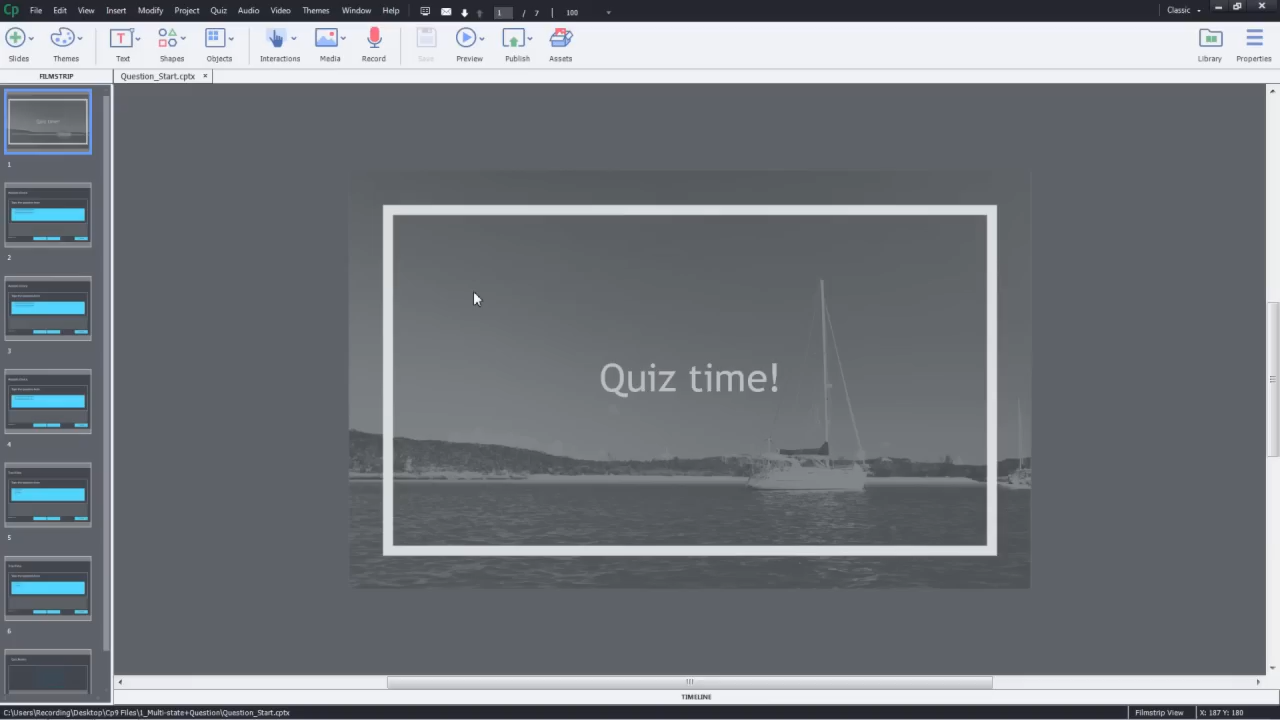 Cp File Edit View Insert Modify Project Quiz Audio Video Themes Window Help 1 / 7 100 Classic
Slides Themes Text Shapes Objects Interactions Media Record Save Preview Publish Assets Library Properties
FILMSTRIP Question_Start.cptx ×
Quiz time!
1
2
3
4
5
6
Quiz time!
TIMELINE
C:\Users\Recording\Desktop\Cp9 Files\1_Multi-state+Question\Question_Start.cptx Filmstrip View X: 187 Y: 180